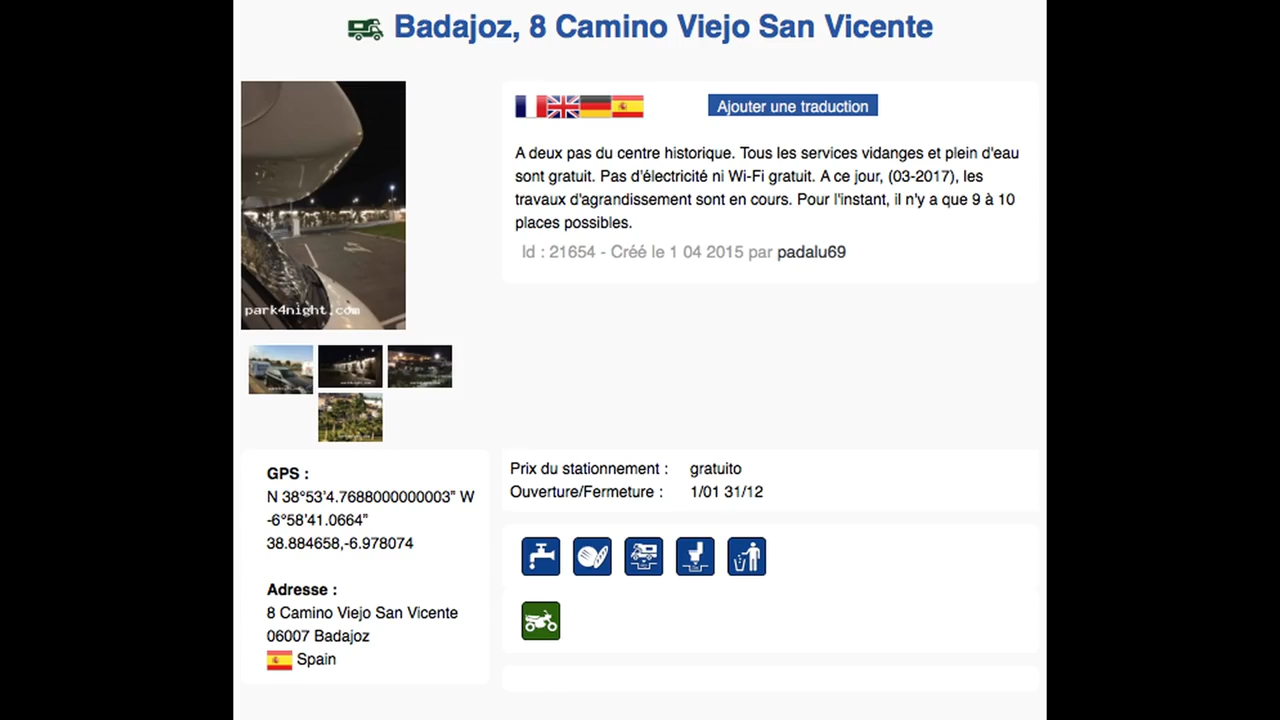 Badajoz, 8 Camino Viejo San Vicente
Ajouter une traduction
A deux pas du centre historique. Tous les services vidanges et plein d'eau
sont gratuit. Pas d'électricité ni Wi-Fi gratuit. A ce jour, (03-2017), les
travaux d'agrandissement sont en cours. Pour l'instant, il n'y a que 9 à 10
places possibles.
Id : 21654 - Créé le 1 04 2015 par padalu69
park4night.com
GPS :
N 38°53'4.7688000000003" W
-6°58'41.0664"
38.884658,-6.978074
Adresse :
8 Camino Viejo San Vicente
06007 Badajoz
Spain
Prix du stationnement : gratuito
Ouverture/Fermeture : 1/01 31/12